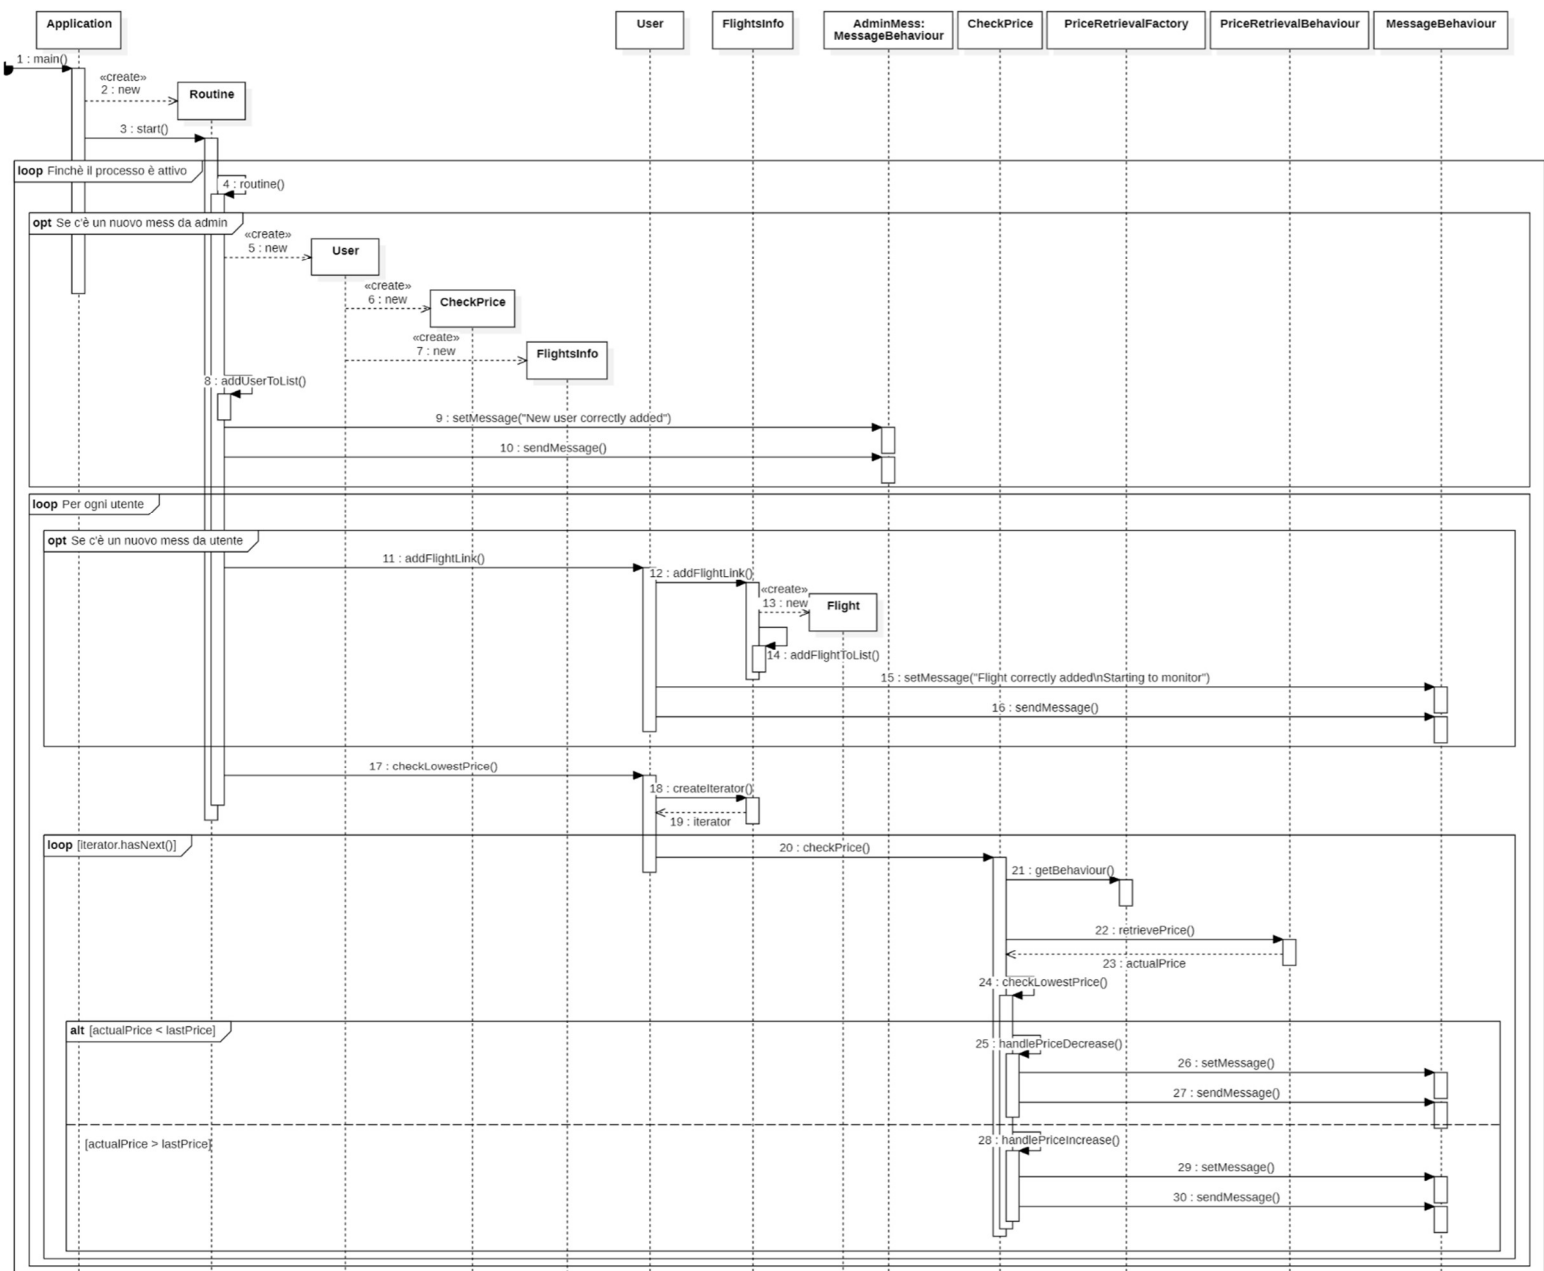 Application
User
FlightsInfo
AdminMess:
MessageBehaviour
CheckPrice
PriceRetrievalFactory
PriceRetrievalBehaviour
MessageBehaviour
1 : main()
«create»
2 : new
Routine
3 : start()
loop Finchè il processo è attivo
4 : routine()
opt Se c'è un nuovo mess da admin
«create»
5 : new
User
«create»
6 : new
CheckPrice
«create»
7 : new
FlightsInfo
8 : addUserToList()
9 : setMessage("New user correctly added")
10 : sendMessage()
loop Per ogni utente
opt Se c'è un nuovo mess da utente
11 : addFlightLink()
12 : addFlightLink()
«create»
13 : new
Flight
14 : addFlightToList()
15 : setMessage("Flight correctly added\nStarting to monitor")
16 : sendMessage()
17 : checkLowestPrice()
18 : createIterator()
19 : iterator
loop [iterator.hasNext()]
20 : checkPrice()
21 : getBehaviour()
22 : retrievePrice()
23 : actualPrice
24 : checkLowestPrice()
alt [actualPrice < lastPrice]
25 : handlePriceDecrease()
26 : setMessage()
27 : sendMessage()
[actualPrice > lastPrice]
28 : handlePriceIncrease()
29 : setMessage()
30 : sendMessage()